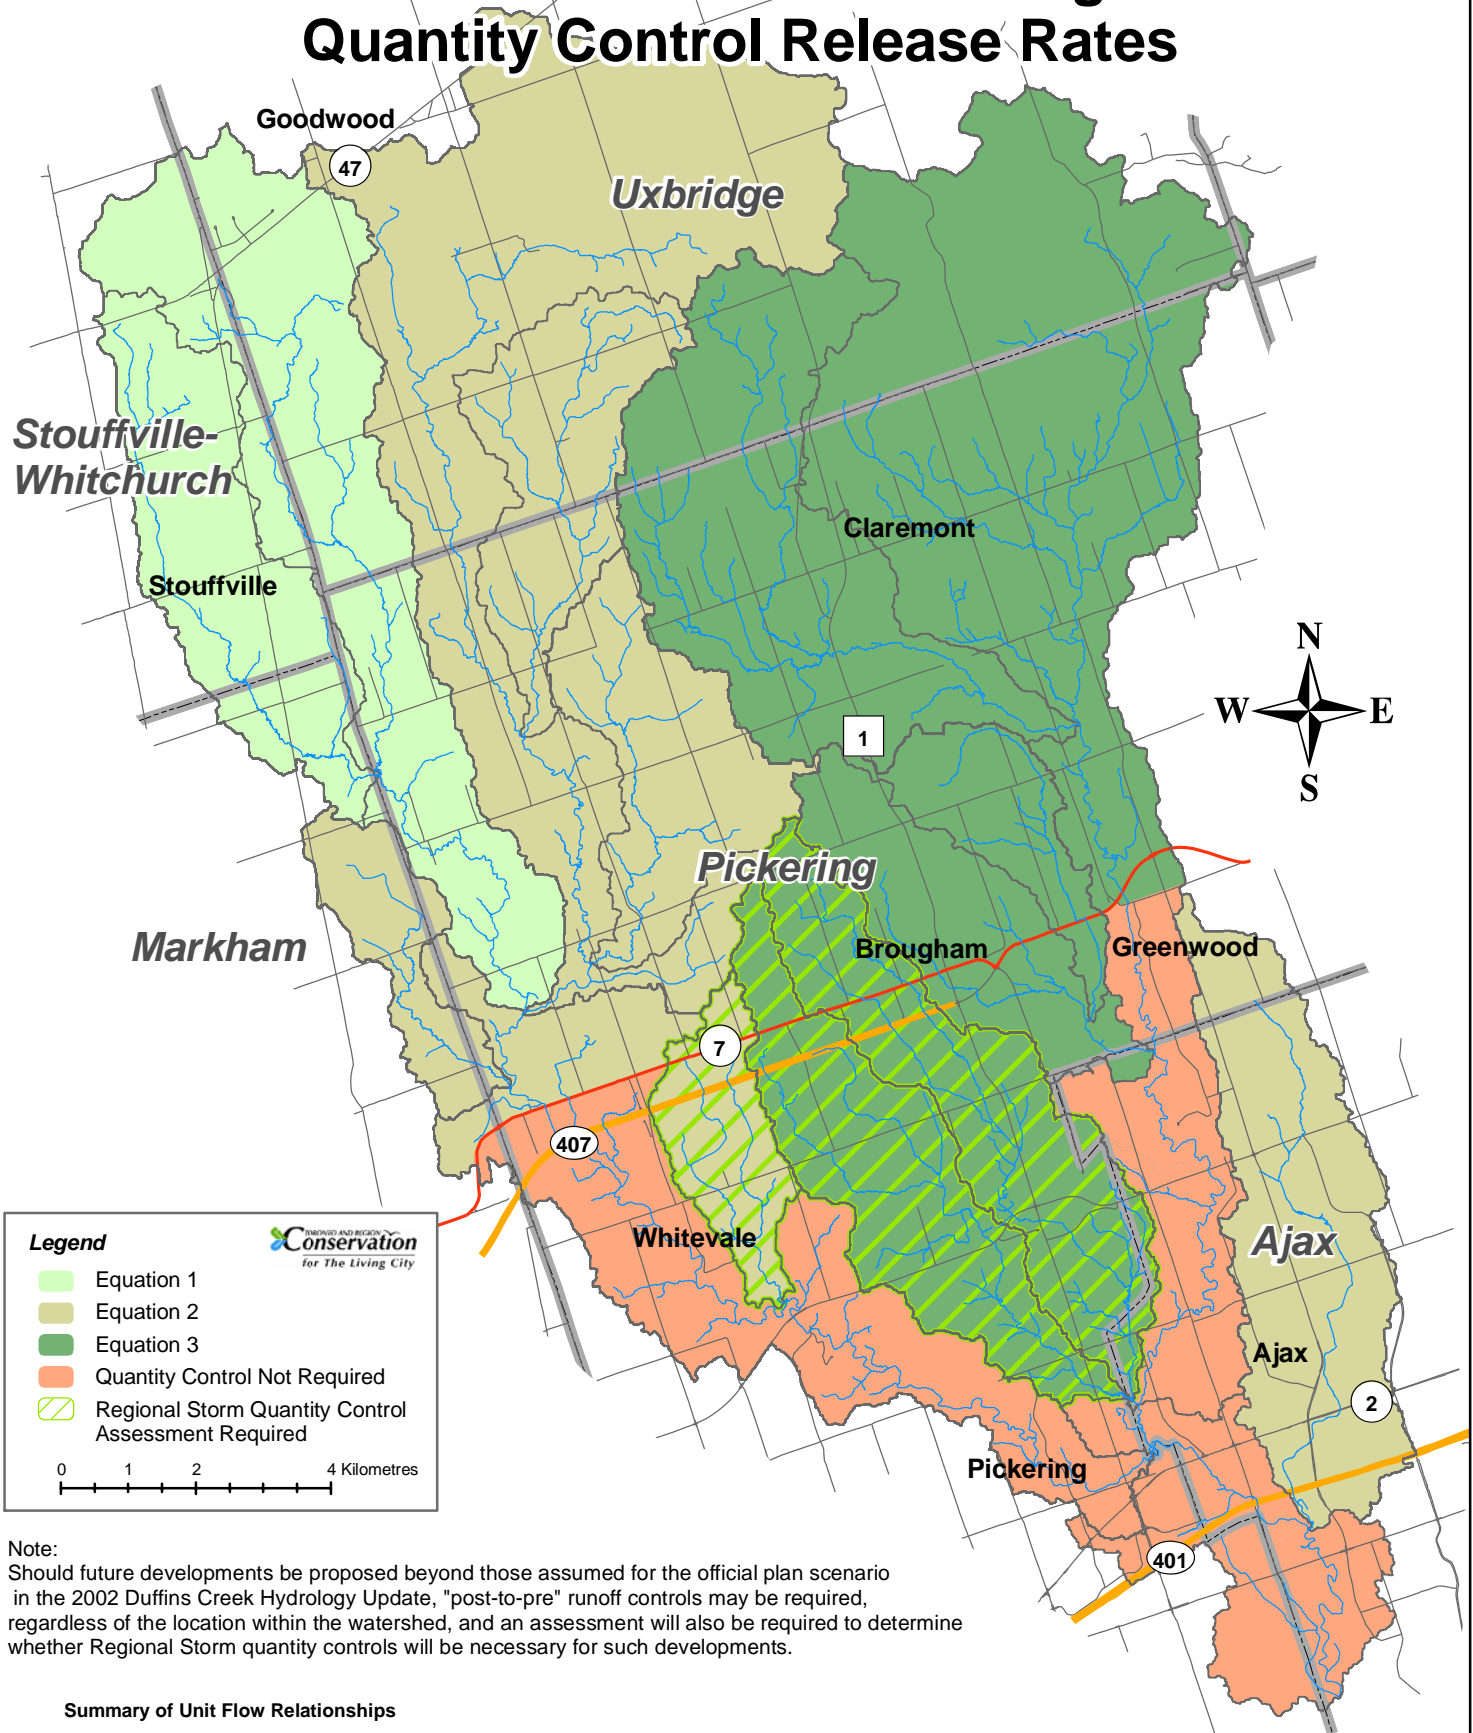 Quantity Control Release Rates
Goodwood
47
Uxbridge
Stouffville-
Whitchurch
Claremont
Stouffville
N
W E
S
1
Pickering
Markham
Brougham
Greenwood
7
407
Whitevale
Ajax
Ajax
2
Pickering
401
Legend
TORONTO AND REGION
Conservation
for The Living City
Equation 1
Equation 2
Equation 3
Quantity Control Not Required
Regional Storm Quantity Control
Assessment Required
0 1 2 4 Kilometres
Note:
Should future developments be proposed beyond those assumed for the official plan scenario
in the 2002 Duffins Creek Hydrology Update, "post-to-pre" runoff controls may be required,
regardless of the location within the watershed, and an assessment will also be required to determine
whether Regional Storm quantity controls will be necessary for such developments.
Summary of Unit Flow Relationships